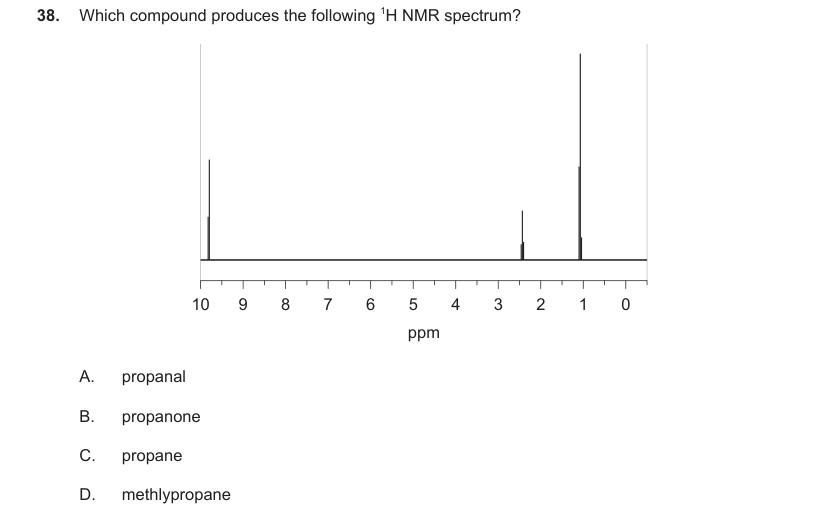 38. Which compound produces the following ¹H NMR spectrum?
10 9 8 7 6 5 4 3 2 1 0
ppm
A. propanal
B. propanone
C. propane
D. methlypropane